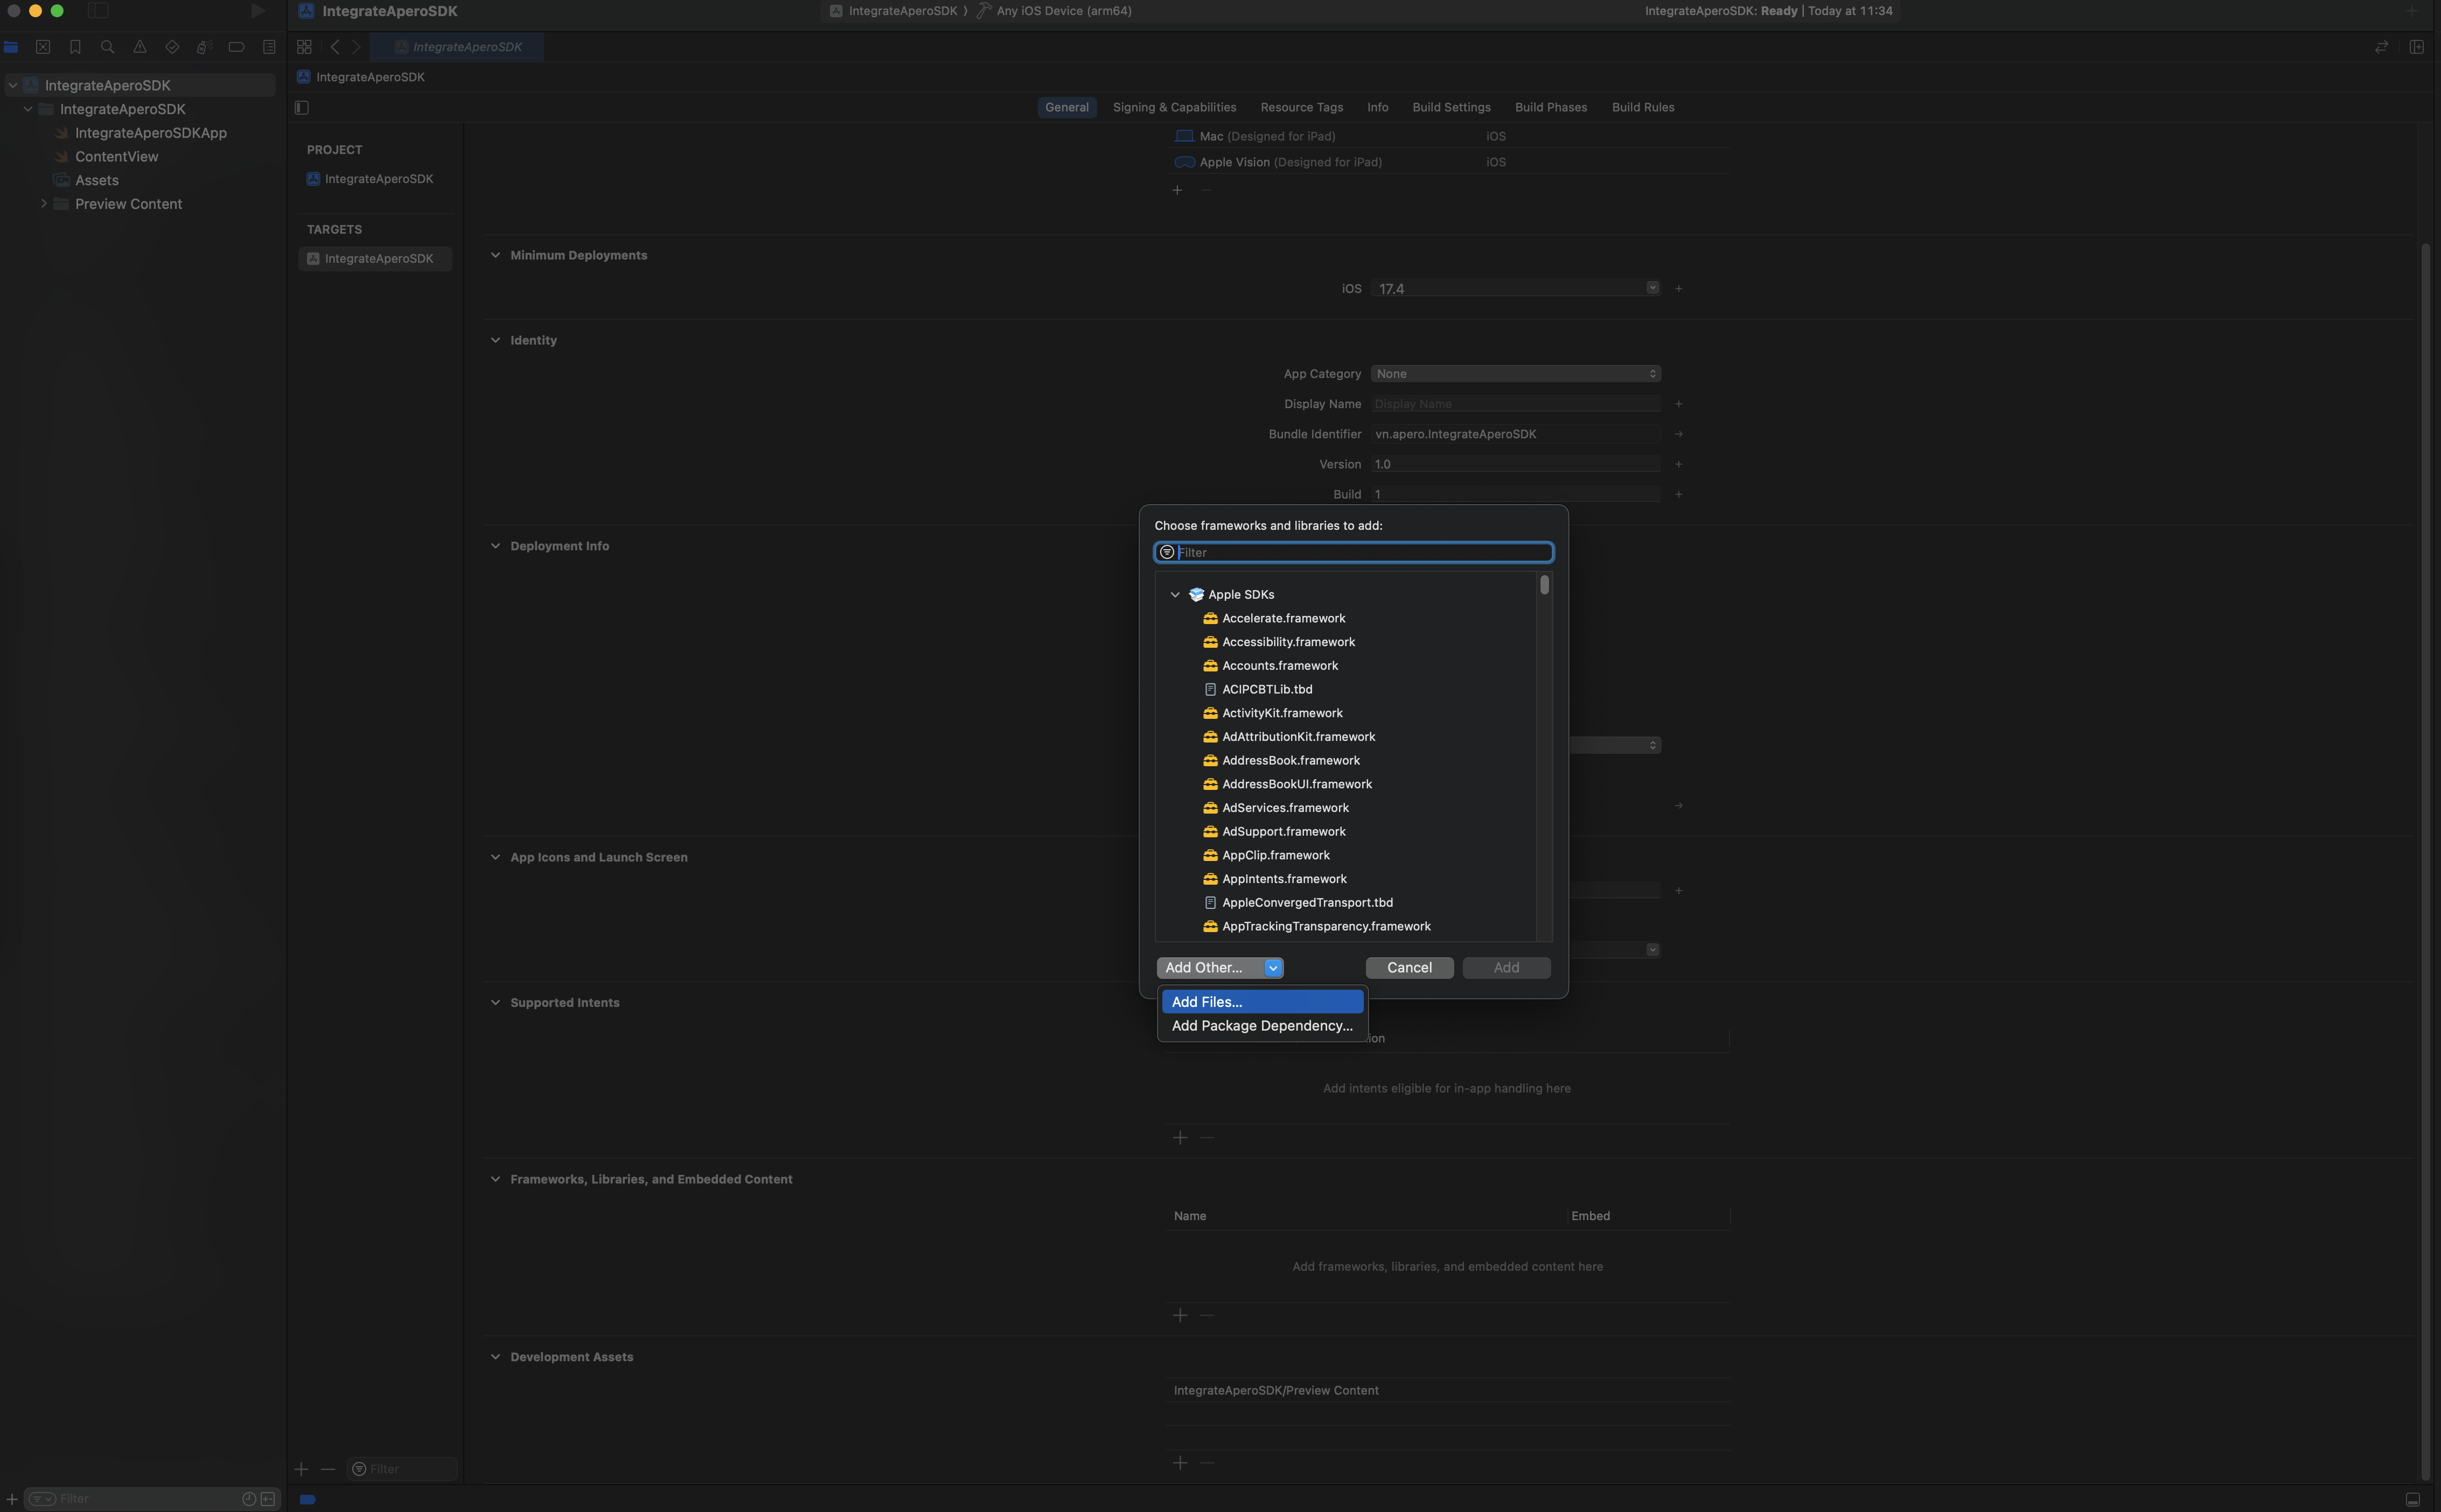 IntegrateAperoSDK
IntegrateAperoSDK 〉 Any iOS Device (arm64)
IntegrateAperoSDK: Ready | Today at 11:34
IntegrateAperoSDK
IntegrateAperoSDK
IntegrateAperoSDKApp
ContentView
Assets
Preview Content
Filter
IntegrateAperoSDK
IntegrateAperoSDK
General Signing & Capabilities Resource Tags Info Build Settings Build Phases Build Rules
PROJECT
IntegrateAperoSDK
TARGETS
IntegrateAperoSDK
Filter
Mac (Designed for iPad) iOS
Apple Vision (Designed for iPad) iOS
Minimum Deployments
iOS 17.4
Identity
App Category None
Display Name Display Name
Bundle Identifier vn.apero.IntegrateAperoSDK
Version 1.0
Build 1
Deployment Info
App Icons and Launch Screen
Supported Intents
Add intents eligible for in-app handling here
Frameworks, Libraries, and Embedded Content
Name Embed
Add frameworks, libraries, and embedded content here
Development Assets
IntegrateAperoSDK/Preview Content
Choose frameworks and libraries to add:
Filter
Apple SDKs
Accelerate.framework
Accessibility.framework
Accounts.framework
ACIPCBTLib.tbd
ActivityKit.framework
AdAttributionKit.framework
AddressBook.framework
AddressBookUI.framework
AdServices.framework
AdSupport.framework
AppClip.framework
AppIntents.framework
AppleConvergedTransport.tbd
AppTrackingTransparency.framework
Add Other... Cancel Add
Add Files...
Add Package Dependency...